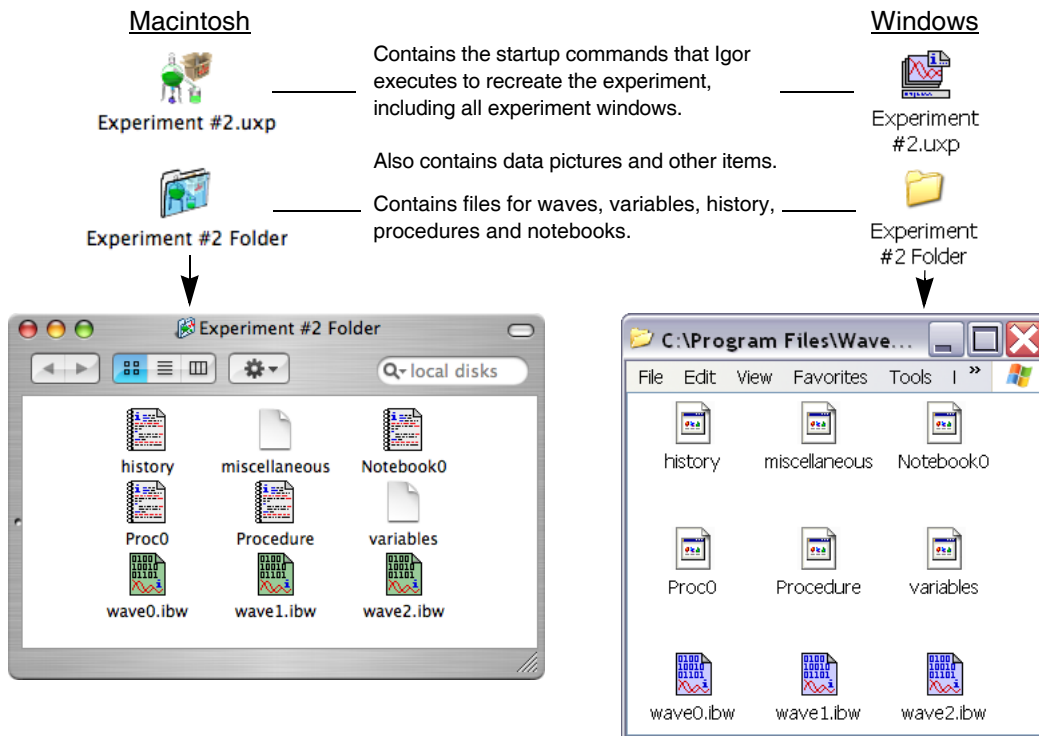 Macintosh
Windows
Contains the startup commands that Igor
executes to recreate the experiment,
including all experiment windows.
Experiment #2.uxp
Experiment
#2.uxp
Also contains data pictures and other items.
Contains files for waves, variables, history,
procedures and notebooks.
Experiment #2 Folder
Experiment
#2 Folder
Experiment #2 Folder
local disks
history
miscellaneous
Notebook0
Proc0
Procedure
variables
wave0.ibw
wave1.ibw
wave2.ibw
C:\Program Files\Wave...
File Edit View Favorites Tools »
history
miscellaneous
Notebook0
Proc0
Procedure
variables
wave0.ibw
wave1.ibw
wave2.ibw